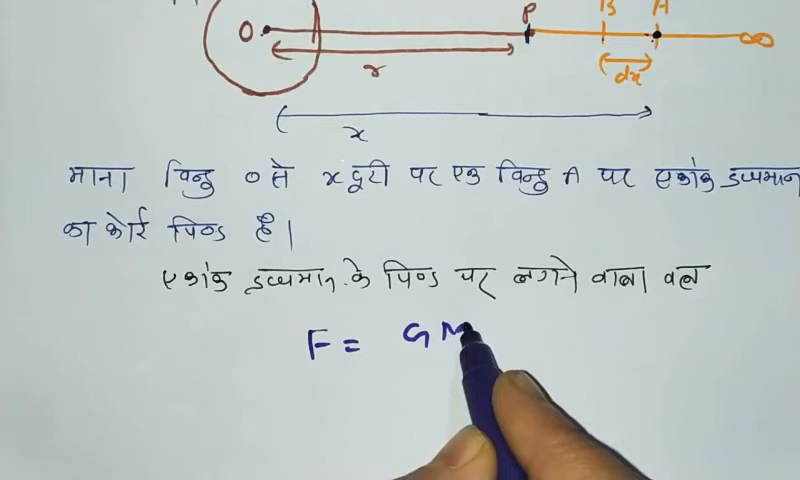 O P B A ∞
r dx
x
माना बिन्दु O से x दूरी पर एक बिन्दु A पर एकांक द्रव्यमान
का कोई पिण्ड है।
एकांक द्रव्यमान के पिण्ड पर लगने वाला बल
F = GM